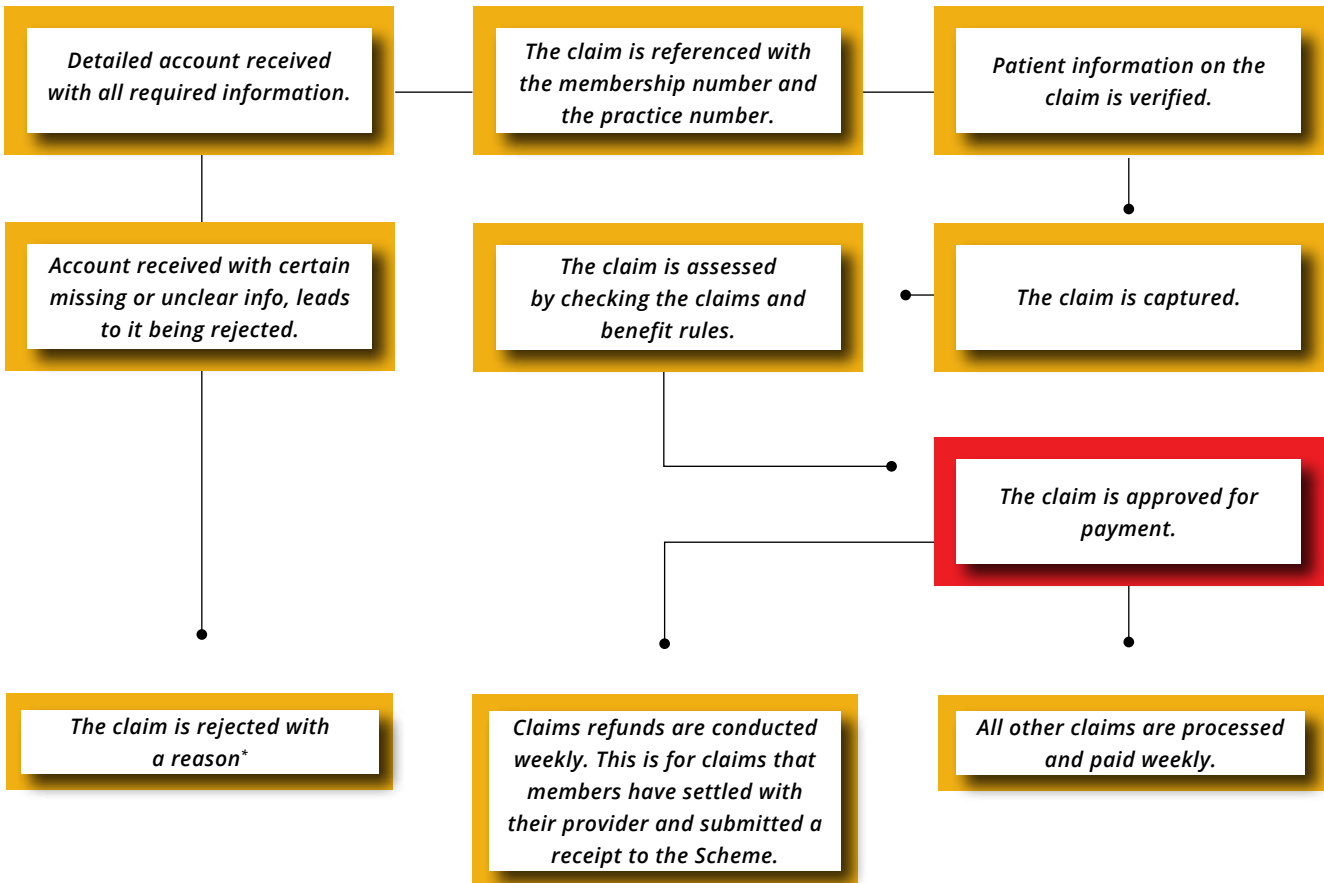 Detailed account received
with all required information.
The claim is referenced with
the membership number and
the practice number.
Patient information on the
claim is verified.
Account received with certain
missing or unclear info, leads
to it being rejected.
The claim is assessed
by checking the claims and
benefit rules.
The claim is captured.
The claim is approved for
payment.
The claim is rejected with
a reason*
Claims refunds are conducted
weekly. This is for claims that
members have settled with
their provider and submitted a
receipt to the Scheme.
All other claims are processed
and paid weekly.